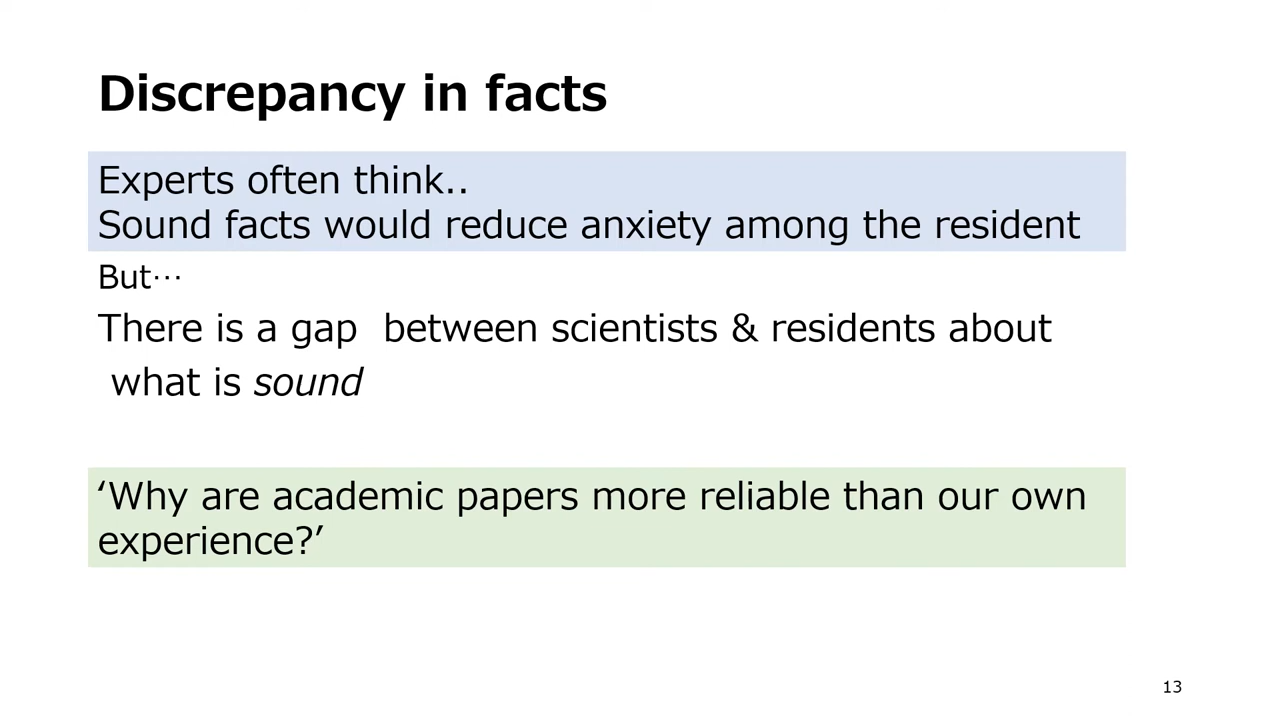 Discrepancy in facts
Experts often think..
Sound facts would reduce anxiety among the resident
But⋯
There is a gap  between scientists & residents about
what is sound
‘Why are academic papers more reliable than our own
experience?’
13